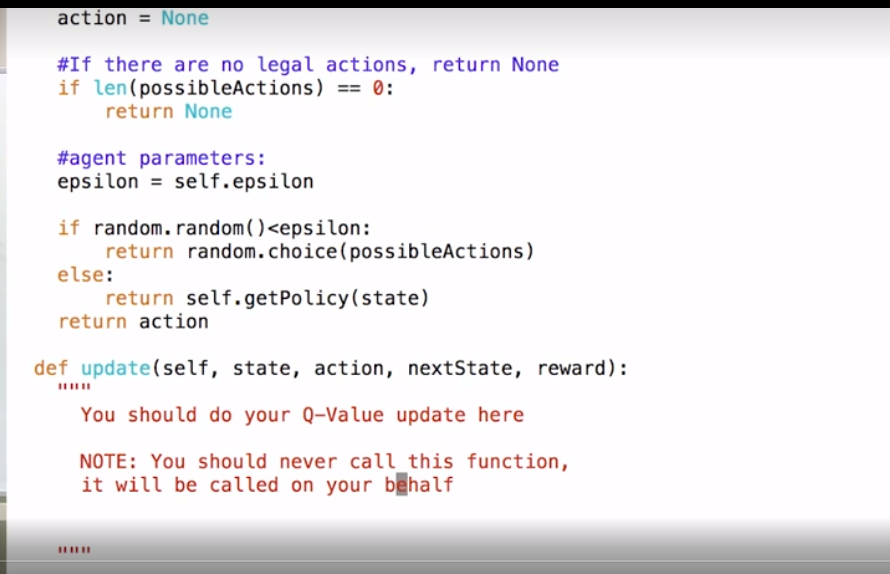 action = None
#If there are no legal actions, return None
if len(possibleActions) == 0:
return None
#agent parameters:
epsilon = self.epsilon
if random.random()<epsilon:
return random.choice(possibleActions)
else:
return self.getPolicy(state)
return action
def update(self, state, action, nextState, reward):
"""
You should do your Q-Value update here
NOTE: You should never call this function,
it will be called on your behalf
"""